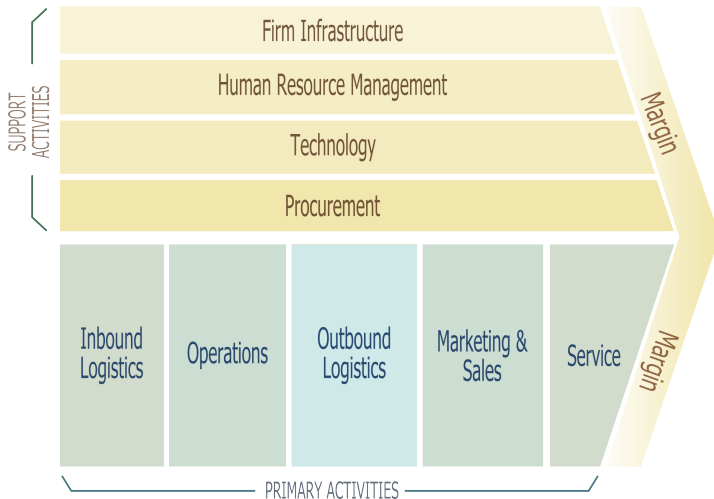 SUPPORT
ACTIVITIES
Firm Infrastructure
Human Resource Management
Technology
Procurement
Margin
Inbound
Logistics
Operations
Outbound
Logistics
Marketing &
Sales
Service
Margin
PRIMARY ACTIVITIES